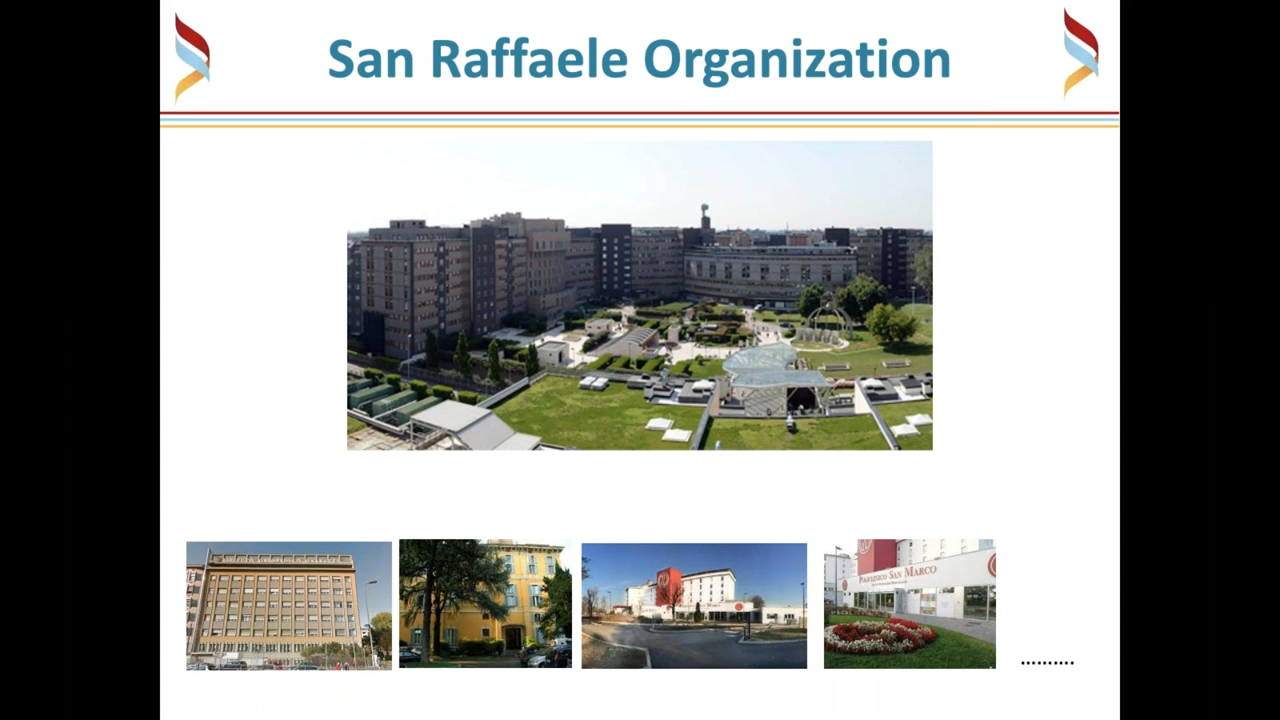 San Raffaele Organization
POLICLINICO SAN MARCO
..........